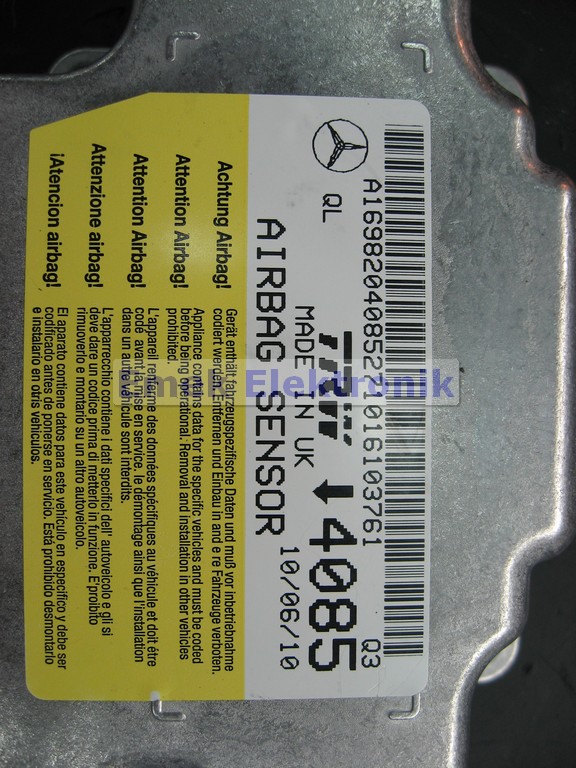 A1698204085271016103761
QL
Q3
TRW
4085
MADE IN UK
10/06/10
AIRBAG SENSOR
Achtung Airbag!
Gerät enthält fahrzeugspezifische Daten und muß vor inbetriebnahme
codiert werden. Entfernen und Einbau in and e re Fahrzeuge verboten.
Attention Airbag!
Appliance contains data for the specific vehicles and must be coded
before being operational. Removal and installation in other vehicles
prohibited.
Attention Airbag!
L'appareil renferme des données spécifiques au véhicule et doit être
codé avant la mise en service, le démontage ainsi que l'installation
dans un autre véhicule sont interdits.
Attenzione airbag!
L'apparecchio contiene i dati specifici dell' autoveicolo e gli si
deve dare un codice prima di metterlo in funzione. E'proibito
rimuoverlo e montarlo su un altro autoveicolo.
¡Atencion airbag!
El aparato contiene datos para este vehículo en específico y debe ser
codificado antes de ponerse en servicio. Está prohibido desmontarlo
e instalarlo en otris vehículos.
Emek Elektronik